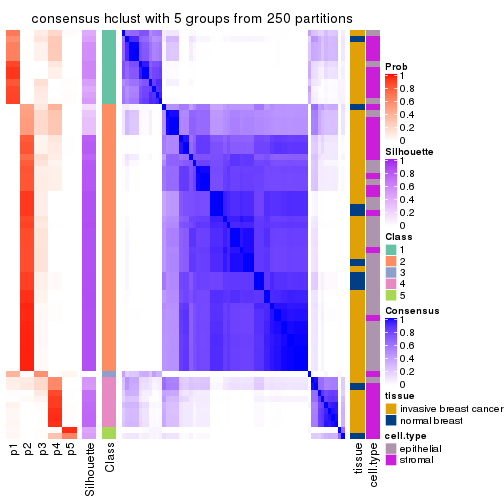 consensus hclust with 5 groups from 250 partitions
Prob
1
0.8
0.6
0.4
0.2
0
Silhouette
1
0.8
0.6
0.4
0.2
0
Class
1
2
3
4
5
Consensus
1
0.8
0.6
0.4
0.2
0
tissue
invasive breast cancer
normal breast
cell.type
epithelial
stromal
p1
p2
p3
p4
p5
Silhouette
Class
tissue
cell.type